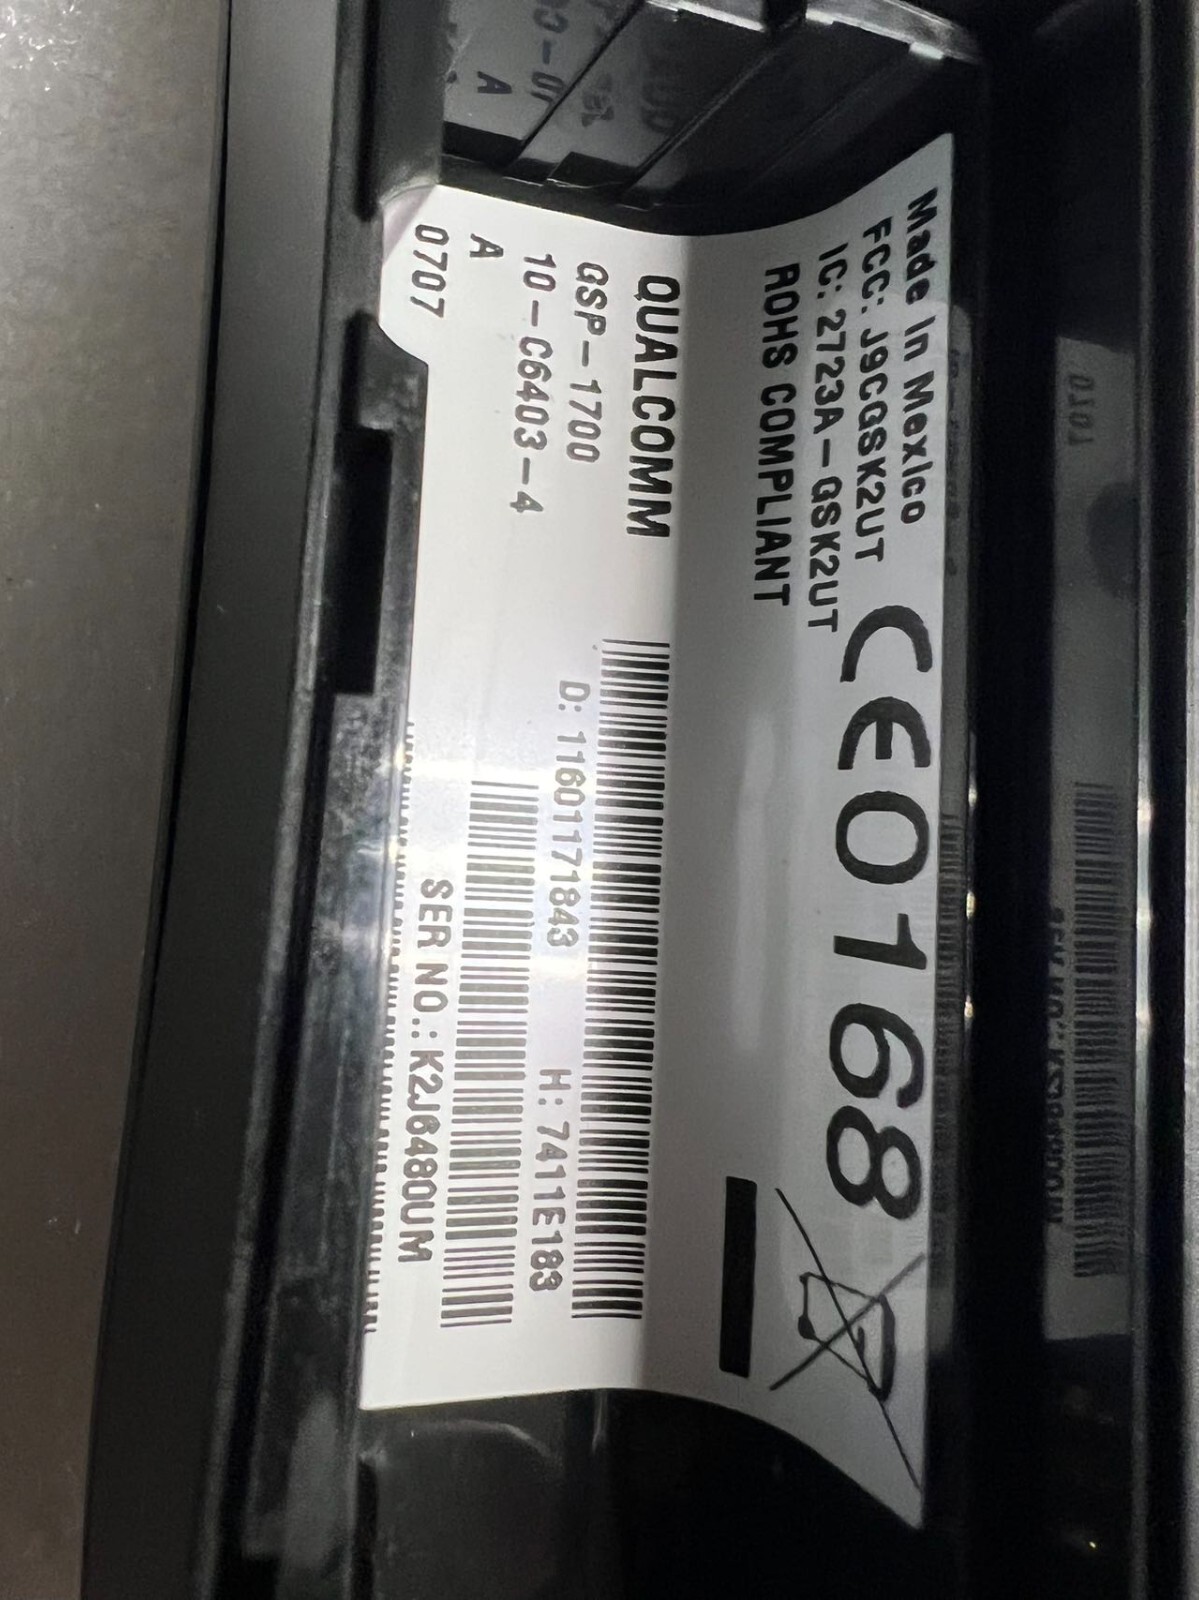 Made In Mexico
FCC: J9CGSK2UT
IC: 2723A-GSK2UT
ROHS COMPLIANT
CE0168
QUALCOMM
GSP-1700
10-C6403-4
A
0707
D: 11601171843
H: 7411E183
SER NO.: K2J6480UM